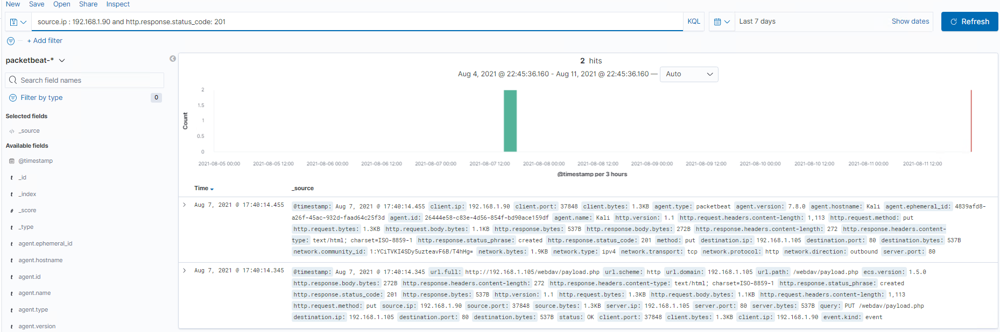 New Save Open Share Inspect
source.ip : 192.168.1.90 and http.response.status_code: 201 KQL Last 7 days Show dates Refresh
+ Add filter
packetbeat-*
Search field names
Filter by type 0
Selected fields
_source
Available fields
@timestamp
_id
_index
_score
_type
agent.ephemeral_id
agent.hostname
agent.id
agent.name
agent.type
agent.version
2 hits
Aug 4, 2021 @ 22:45:36.160 - Aug 11, 2021 @ 22:45:36.160 — Auto
Count
2
1.5
1
0.5
0
2021-08-05 00:00 2021-08-05 12:00 2021-08-06 00:00 2021-08-06 12:00 2021-08-07 00:00 2021-08-07 12:00 2021-08-08 00:00 2021-08-08 12:00 2021-08-09 00:00 2021-08-09 12:00 2021-08-10 00:00 2021-08-10 12:00 2021-08-11 00:00 2021-08-11 12:00
@timestamp per 3 hours
Time _source
Aug 7, 2021 @ 17:40:14.455 @timestamp: Aug 7, 2021 @ 17:40:14.455 client.ip: 192.168.1.90 client.port: 37848 client.bytes: 1.3KB agent.type: packetbeat agent.version: 7.8.0 agent.hostname: Kali agent.ephemeral_id: 4839afd8-
a26f-45ac-932d-faad64c25f3d agent.id: 26444e58-c83e-4d56-854f-bd90ace159df agent.name: Kali http.version: 1.1 http.request.headers.content-length: 1,113 http.request.method: put
http.request.bytes: 1.3KB http.request.body.bytes: 1.1KB http.response.bytes: 537B http.response.body.bytes: 272B http.response.headers.content-length: 272 http.response.headers.content-
type: text/html; charset=ISO-8859-1 http.response.status_phrase: created http.response.status_code: 201 method: put destination.ip: 192.168.1.105 destination.port: 80 destination.bytes: 537B
network.community_id: 1:YCiTVKI4SDy5uzteavF6B/T4hHg= network.bytes: 1.9KB network.type: ipv4 network.transport: tcp network.protocol: http network.direction: outbound server.port: 80
Aug 7, 2021 @ 17:40:14.345 @timestamp: Aug 7, 2021 @ 17:40:14.345 url.full: http://192.168.1.105/webdav/payload.php url.scheme: http url.domain: 192.168.1.105 url.path: /webdav/payload.php ecs.version: 1.5.0
http.response.body.bytes: 272B http.response.headers.content-length: 272 http.response.headers.content-type: text/html; charset=ISO-8859-1 http.response.status_phrase: created
http.response.status_code: 201 http.response.bytes: 537B http.version: 1.1 http.request.bytes: 1.3KB http.request.body.bytes: 1.1KB http.request.headers.content-length: 1,113
http.request.method: put source.ip: 192.168.1.90 source.port: 37848 source.bytes: 1.3KB server.ip: 192.168.1.105 server.port: 80 server.bytes: 537B query: PUT /webdav/payload.php
destination.ip: 192.168.1.105 destination.port: 80 destination.bytes: 537B status: OK client.port: 37848 client.bytes: 1.3KB client.ip: 192.168.1.90 event.kind: event